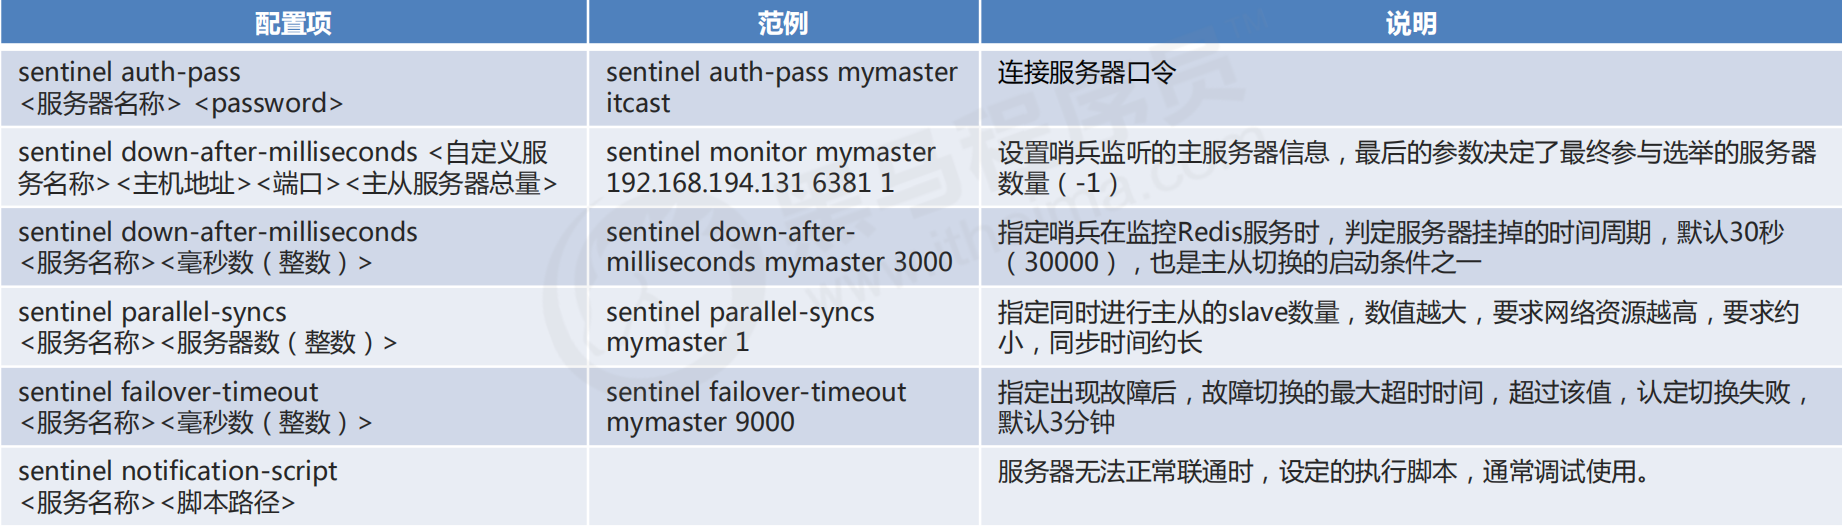 配置项 范例 说明
sentinel auth-pass
<服务器名称> <password>
sentinel auth-pass mymaster
itcast
连接服务器口令
sentinel down-after-milliseconds <自定义服
务名称><主机地址><端口><主从服务器总量>
sentinel monitor mymaster
192.168.194.131 6381 1
设置哨兵监听的主服务器信息，最后的参数决定了最终参与选举的服务器
数量（-1）
sentinel down-after-milliseconds
<服务名称><毫秒数（整数）>
sentinel down-after-
milliseconds mymaster 3000
指定哨兵在监控Redis服务时，判定服务器挂掉的时间周期，默认30秒
（30000），也是主从切换的启动条件之一
sentinel parallel-syncs
<服务名称><服务器数（整数）>
sentinel parallel-syncs
mymaster 1
指定同时进行主从的slave数量，数值越大，要求网络资源越高，要求约
小，同步时间约长
sentinel failover-timeout
<服务名称><毫秒数（整数）>
sentinel failover-timeout
mymaster 9000
指定出现故障后，故障切换的最大超时时间，超过该值，认定切换失败，
默认3分钟
sentinel notification-script
<服务名称><脚本路径>
服务器无法正常联通时，设定的执行脚本，通常调试使用。
黑马程序员
www.itheima.com